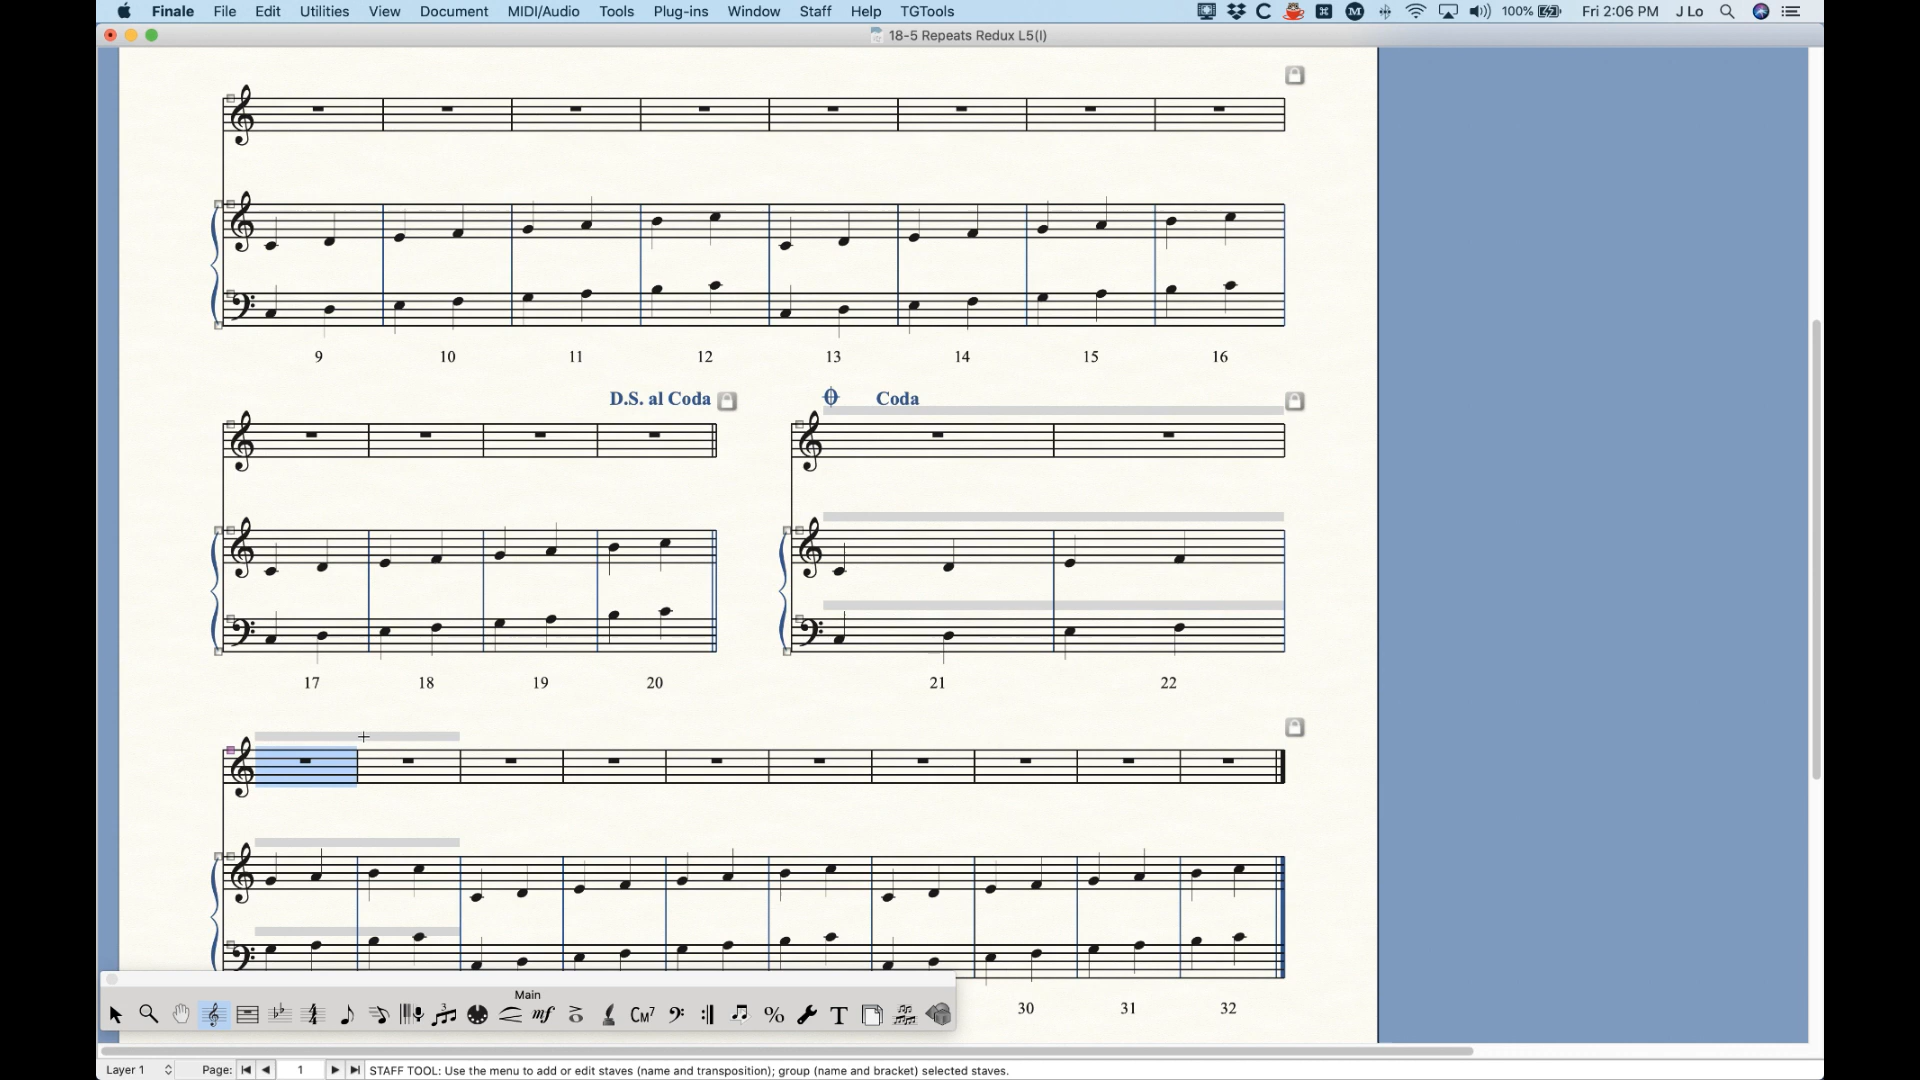 Finale File Edit Utilities View Document MIDI/Audio Tools Plug-ins Window Staff Help TGTools 100% Fri 2:06 PM J Lo
18-5 Repeats Redux L5(I)
9 10 11 12 13 14 15 16
D.S. al Coda Coda
17 18 19 20 21 22
Main
30 31 32
Layer 1 Page: 1 STAFF TOOL: Use the menu to add or edit staves (name and transposition); group (name and bracket) selected staves.